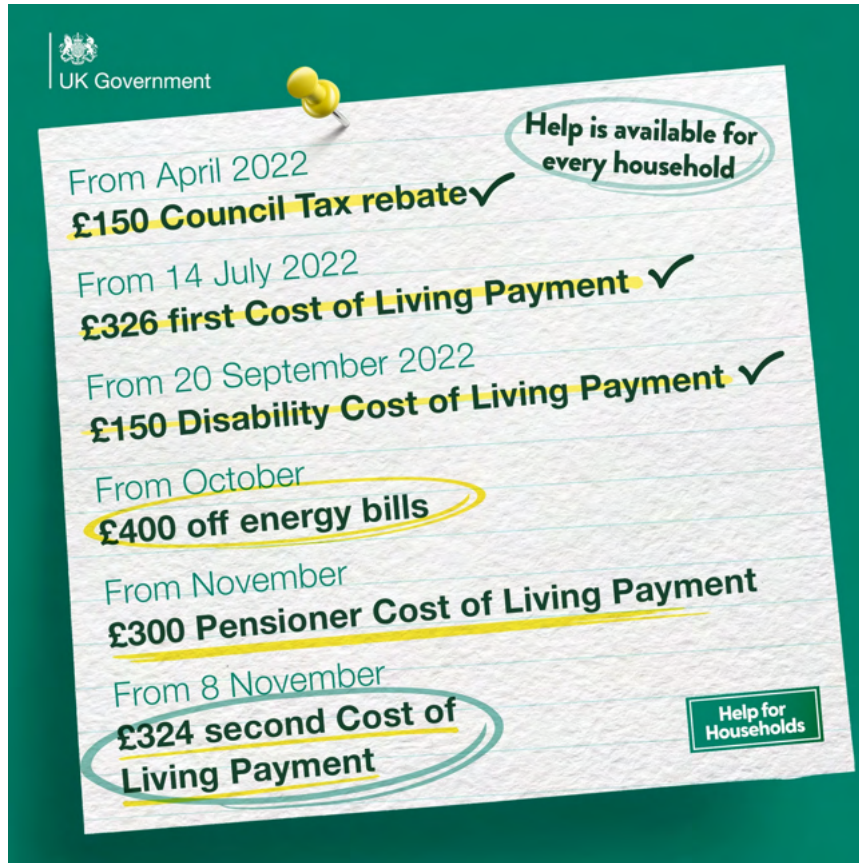 UK Government
Help is available for
every household
From April 2022
£150 Council Tax rebate
From 14 July 2022
£326 first Cost of Living Payment
From 20 September 2022
£150 Disability Cost of Living Payment
From October
£400 off energy bills
From November
£300 Pensioner Cost of Living Payment
From 8 November
£324 second Cost of
Living Payment
Help for
Households